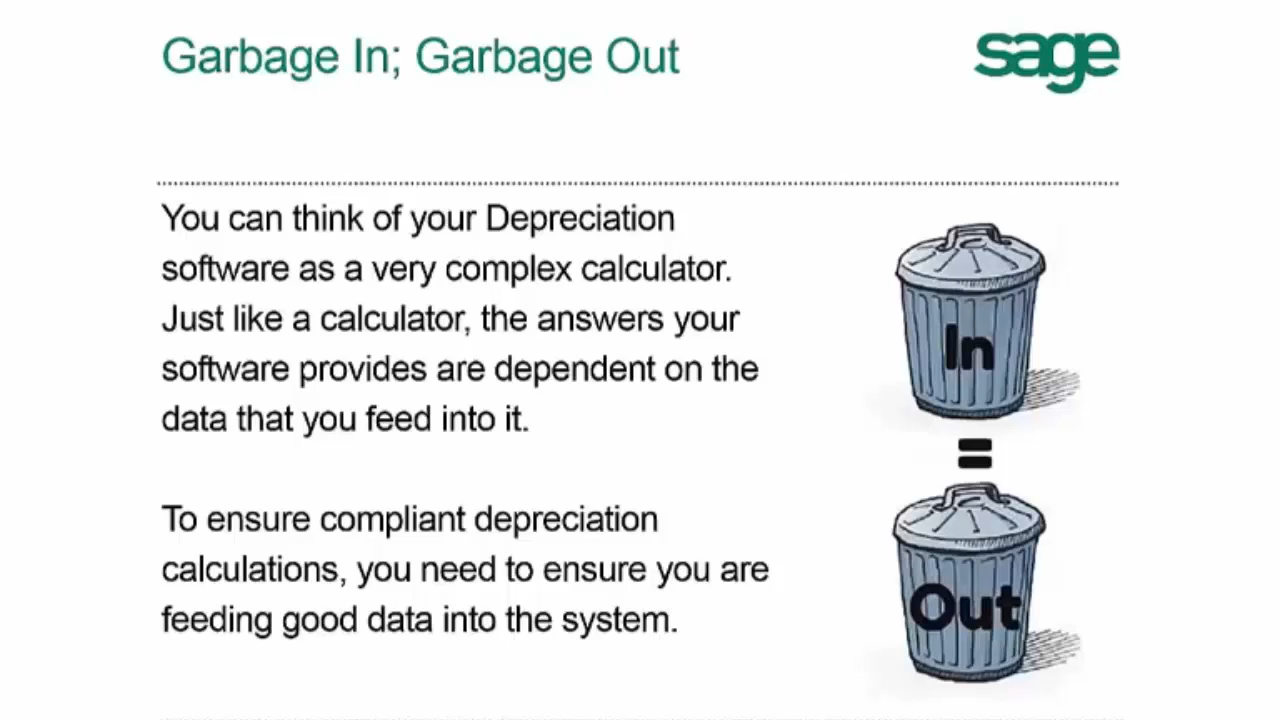 Garbage In; Garbage Out
sage
You can think of your Depreciation
software as a very complex calculator.
Just like a calculator, the answers your
software provides are dependent on the
data that you feed into it.
To ensure compliant depreciation
calculations, you need to ensure you are
feeding good data into the system.
In
=
Out